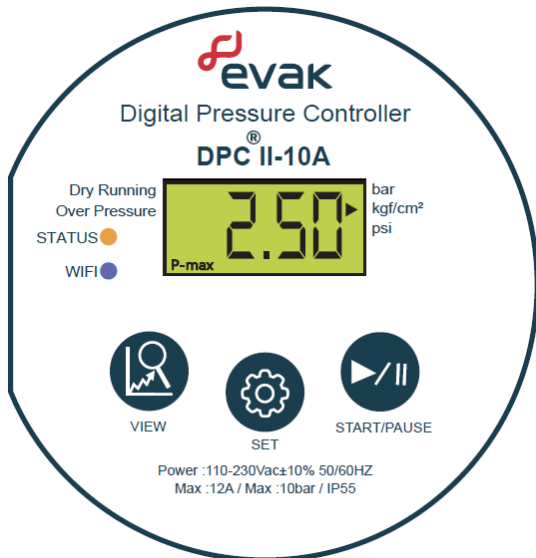 evak
Digital Pressure Controller
®
DPC II-10A
Dry Running
Over Pressure
STATUS
WIFI
2.50
P-max
bar
kgf/cm²
psi
VIEW
SET
START/PAUSE
Power :110-230Vac±10% 50/60HZ
Max :12A / Max :10bar / IP55